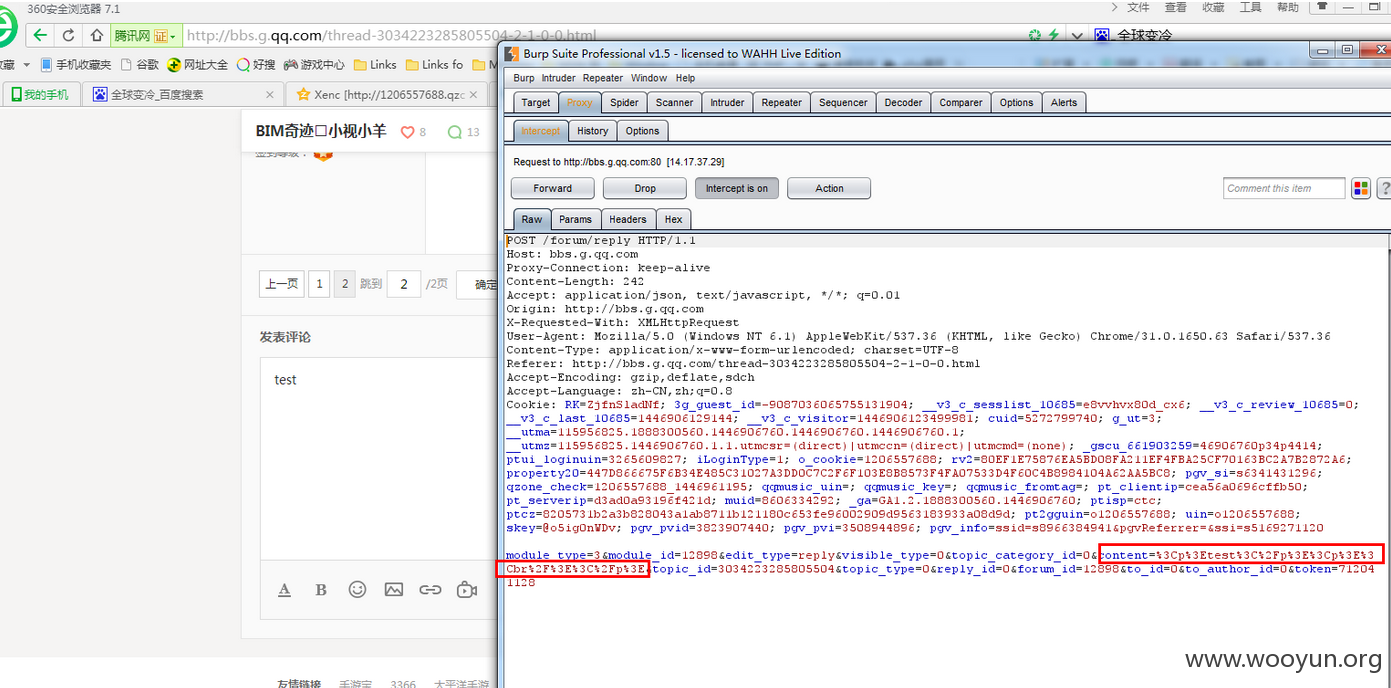 360安全浏览器 7.1
文件 查看 收藏 工具 帮助
腾讯网 证 http://bbs.g.qq.com/thread-3034223285805504-2-1-0-0.html
全球变冷
藏 手机收藏夹 谷歌 网址大全 好搜 游戏中心 Links Links fo M
我的手机 全球变冷_百度搜索 Xenc [http://1206557688.qzc
BIM奇迹□小视小羊 8 13
签到等级：
上一页 1 2 跳到 2 /2页 确定
发表评论
test
A B
友情链接 手游宝 3366 太平洋手游
Burp Suite Professional v1.5 - licensed to WAHH Live Edition
Burp Intruder Repeater Window Help
Target Proxy Spider Scanner Intruder Repeater Sequencer Decoder Comparer Options Alerts
Intercept History Options
Request to http://bbs.g.qq.com:80 [14.17.37.29]
Forward Drop Intercept is on Action Comment this item ?
Raw Params Headers Hex
POST /forum/reply HTTP/1.1
Host: bbs.g.qq.com
Proxy-Connection: keep-alive
Content-Length: 242
Accept: application/json, text/javascript, */*; q=0.01
Origin: http://bbs.g.qq.com
X-Requested-With: XMLHttpRequest
User-Agent: Mozilla/5.0 (Windows NT 6.1) AppleWebKit/537.36 (KHTML, like Gecko) Chrome/31.0.1650.63 Safari/537.36
Content-Type: application/x-www-form-urlencoded; charset=UTF-8
Referer: http://bbs.g.qq.com/thread-3034223285805504-2-1-0-0.html
Accept-Encoding: gzip,deflate,sdch
Accept-Language: zh-CN,zh;q=0.8
Cookie: RK=ZjfnSladNf; 3g_guest_id=-9087036065755131904; __v3_c_sesslist_10685=e8vvhvx80d_cx6; __v3_c_review_10685=0;
__v3_c_last_10685=1446906129144; __v3_c_visitor=1446906123499981; cuid=5272799740; g_ut=3;
__utma=115956825.1888300560.1446906760.1446906760.1446906760.1;
__utmz=115956825.1446906760.1.1.utmcsr=(direct)|utmccn=(direct)|utmcmd=(none); _gscu_661903259=46906760p34p4414;
ptui_loginuin=3265609827; iLoginType=1; o_cookie=1206557688; rv2=80EF1E75876EA5BD08FA211EF4FBA25CF70163BC2A7B2872A6;
property20=447D866675F6B34E485C31027A3DD0C7C2F6F103E8B8573F4FA07533D4F60C4B8984104A62AA5BC8; pgv_si=s6341431296;
qzone_check=1206557688_1446961195; qqmusic_uin=; qqmusic_key=; qqmusic_fromtag=; pt_clientip=cea56a0696cffb50;
pt_serverip=d3ad0a93196f421d; muid=8606334292; _ga=GA1.2.1888300560.1446906760; ptisp=ctc;
ptcz=8205731b2a3b828043a1ab8711b121180c653fe96002909d9563183933a08d9d; pt2gguin=o1206557688; uin=o1206557688;
skey=@o5igOnWDv; pgv_pvid=3823907440; pgv_pvi=3508944896; pgv_info=ssid=s8966384941&pgvReferrer=&ssi=s5169271120
module_type=3&module_id=12898&edit_type=reply&visible_type=0&topic_category_id=0&content=%3Cp%3Etest%3C%2Fp%3E%3Cp%3E%3
Cbr%2F%3E%3C%2Fp%3E&topic_id=3034223285805504&topic_type=0&reply_id=0&forum_id=12898&to_id=0&to_author_id=0&token=71204
1128
www.wooyun.org